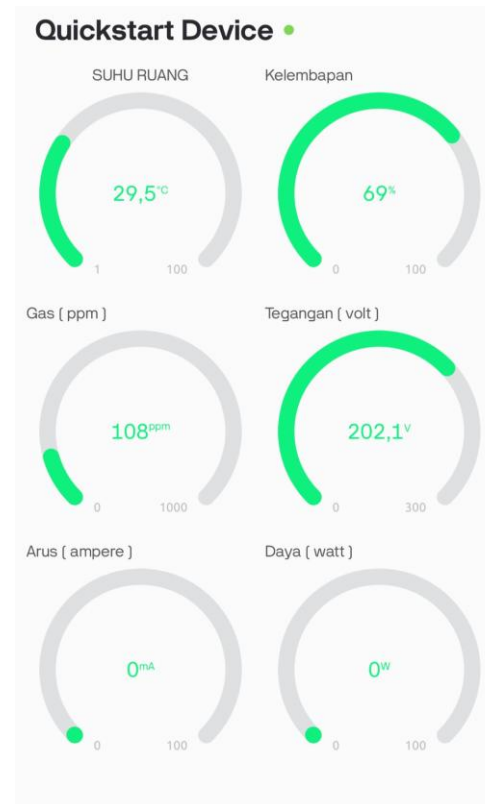 Quickstart Device
SUHU RUANG
Kelembapan
29,5°C
69%
1 100
0 100
Gas ( ppm )
Tegangan ( volt )
108ppm
202,1V
0 1000
0 300
Arus ( ampere )
Daya ( watt )
0mA
0W
0 100
0 100